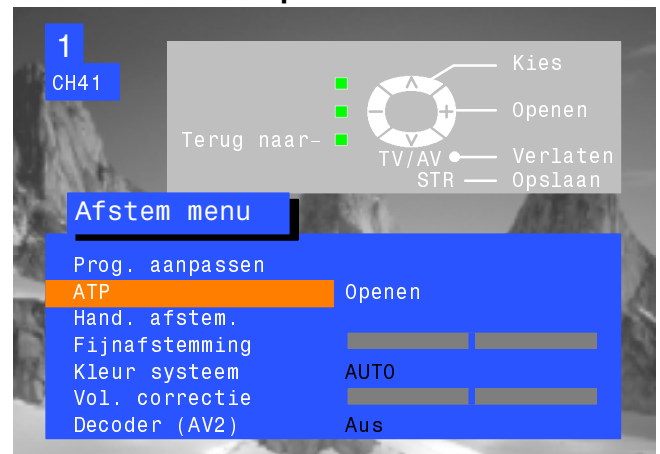 1
CH41
Kies
Openen
Terug naar-
TV/AV Verlaten
STR Opslaan
Afstem menu
Prog. aanpassen
ATP Openen
Hand. afstem.
Fijnafstemming
Kleur systeem AUTO
Vol. correctie
Decoder (AV2) Aus